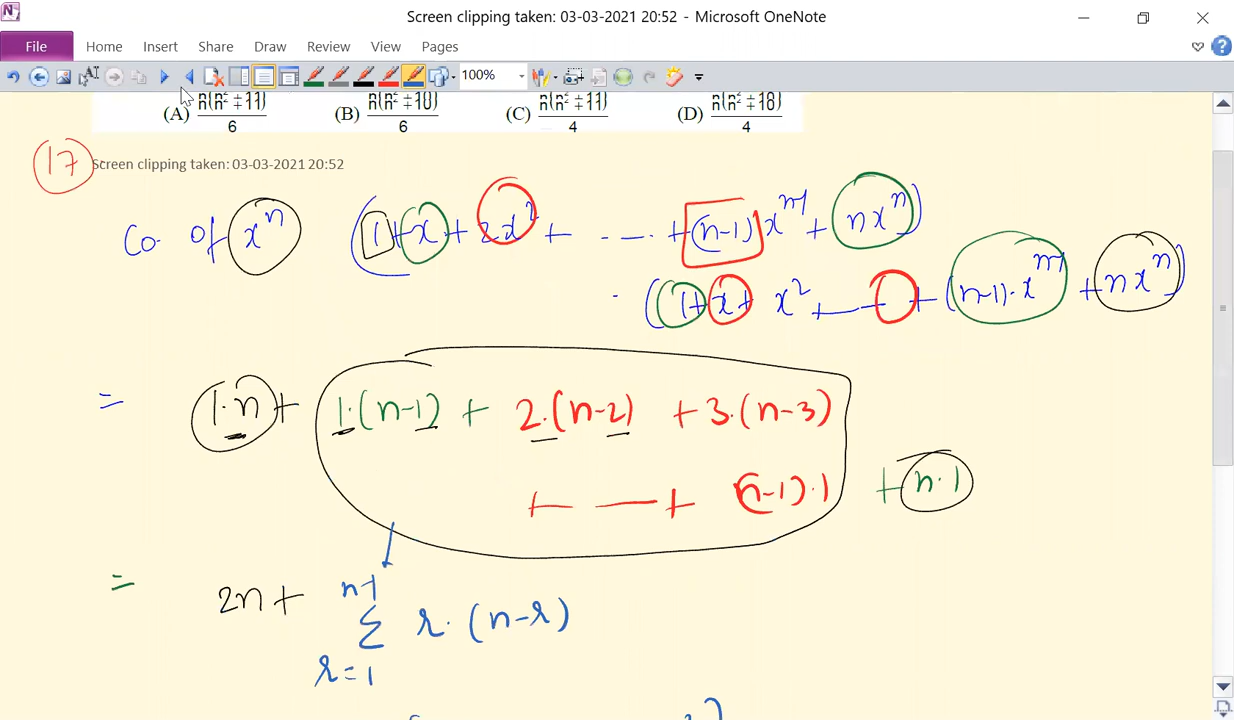 Screen clipping taken: 03-03-2021 20:52 - Microsoft OneNote
File Home Insert Share Draw Review View Pages
100%
(A) n(n² + 11)/6 (B) n(n² + 10)/6 (C) n(n² + 11)/4 (D) n(n² + 10)/4
17 Screen clipping taken: 03-03-2021 20:52
Co of xⁿ (1 + x + 2x² + ---- + (n-1) xⁿ⁻¹ + nxⁿ)
· (1 + x + x² + —— + (n-1)·xⁿ⁻¹ + nxⁿ)
= 1·n + 1·(n-1) + 2·(n-2) + 3·(n-3)
+ —— + (n-1)·1 + n·1
= 2n + n-1
Σ r·(n-r)
r=1